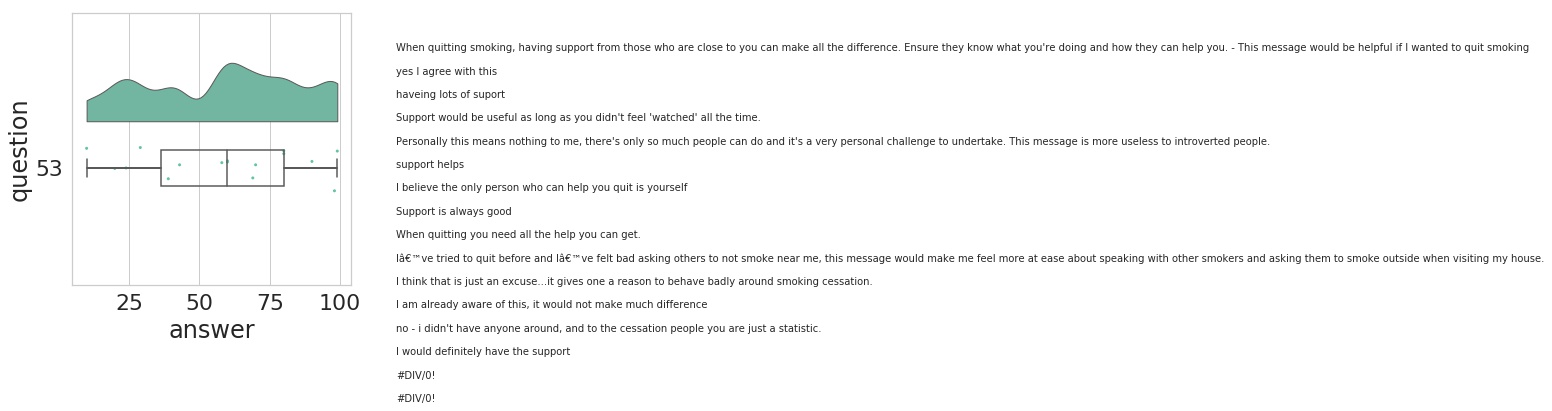 When quitting smoking, having support from those who are close to you can make all the difference. Ensure they know what you're doing and how they can help you. - This message would be helpful if I wanted to quit smoking
yes I agree with this
haveing lots of suport
Support would be useful as long as you didn't feel 'watched' all the time.
Personally this means nothing to me, there's only so much people can do and it's a very personal challenge to undertake. This message is more useless to introverted people.
support helps
I believe the only person who can help you quit is yourself
Support is always good
When quitting you need all the help you can get.
Iâ€™ve tried to quit before and Iâ€™ve felt bad asking others to not smoke near me, this message would make me feel more at ease about speaking with other smokers and asking them to smoke outside when visiting my house.
I think that is just an excuse...it gives one a reason to behave badly around smoking cessation.
I am already aware of this, it would not make much difference
no - i didn't have anyone around, and to the cessation people you are just a statistic.
I would definitely have the support
#DIV/0!
#DIV/0!
question
53
25 50 75 100
answer